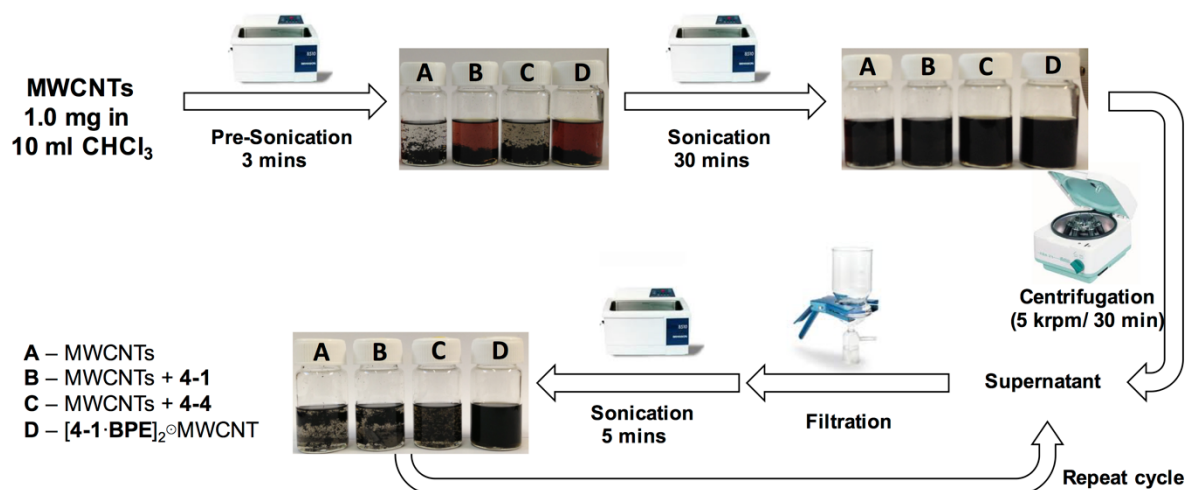 MWCNTs
1.0 mg in
10 ml CHCl₃
Pre-Sonication
3 mins
A B C D
Sonication
30 mins
A B C D
Centrifugation
(5 krpm/ 30 min)
Supernatant
Filtration
Sonication
5 mins
A B C D
A – MWCNTs
B – MWCNTs + 4-1
C – MWCNTs + 4-4
D – [4-1·BPE]₂⊙MWCNT
Repeat cycle